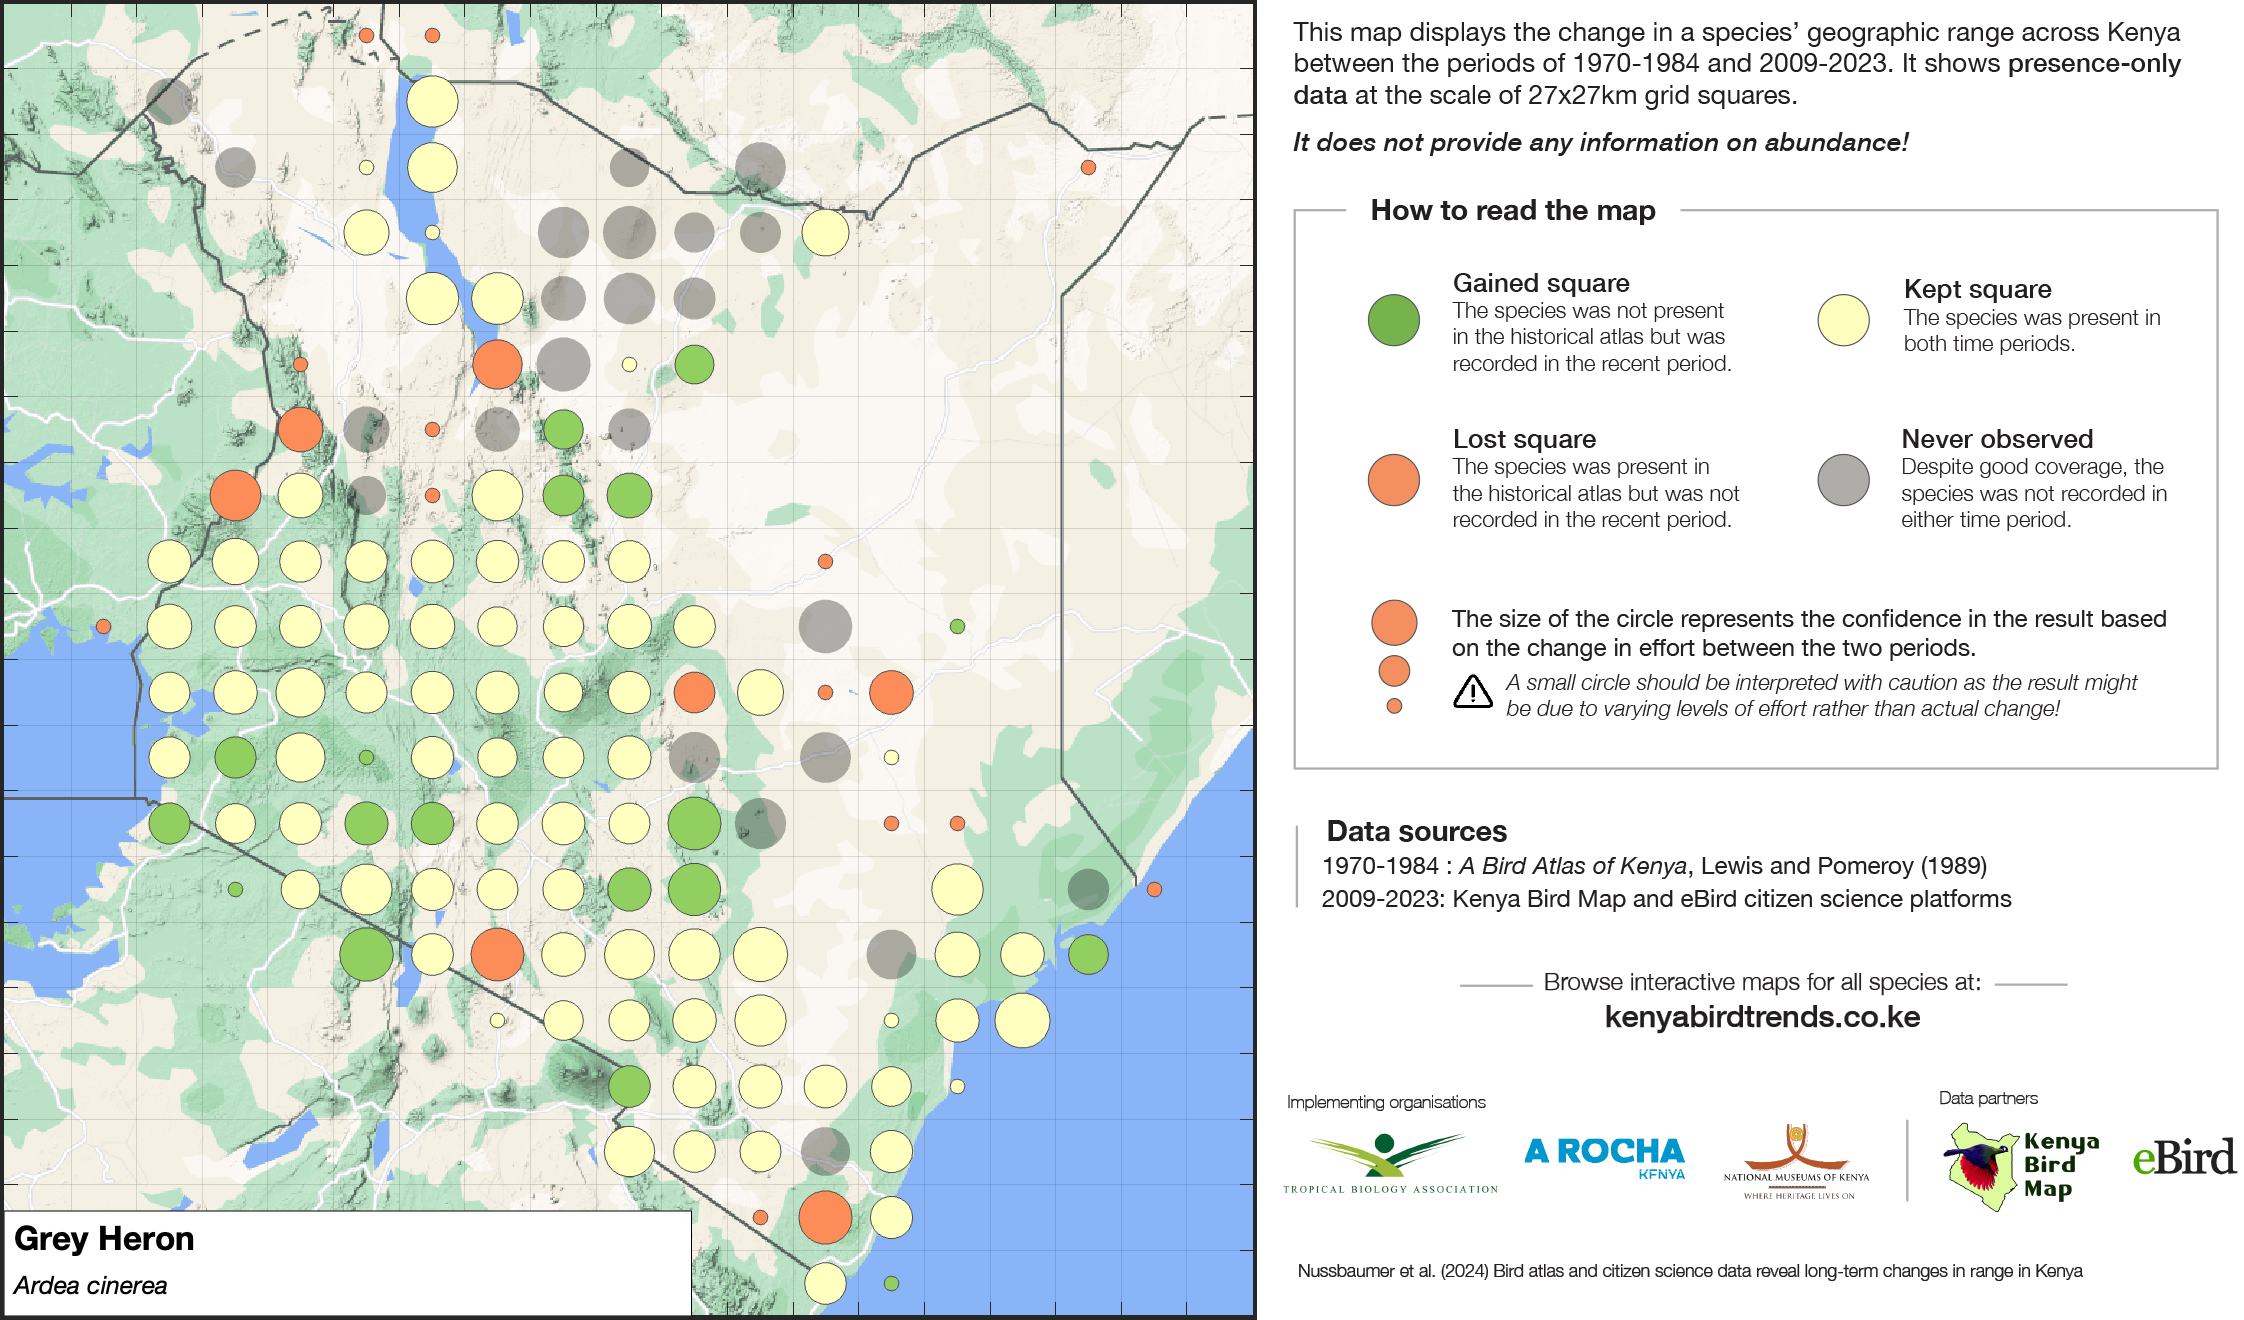 This map displays the change in a species’ geographic range across Kenya
between the periods of 1970-1984 and 2009-2023. It shows presence-only
data at the scale of 27x27km grid squares.
It does not provide any information on abundance!
How to read the map
Gained square
The species was not present
in the historical atlas but was
recorded in the recent period.
Kept square
The species was present in
both time periods.
Lost square
The species was present in
the historical atlas but was not
recorded in the recent period.
Never observed
Despite good coverage, the
species was not recorded in
either time period.
The size of the circle represents the confidence in the result based
on the change in effort between the two periods.
A small circle should be interpreted with caution as the result might
be due to varying levels of effort rather than actual change!
Data sources
1970-1984 : A Bird Atlas of Kenya, Lewis and Pomeroy (1989)
2009-2023: Kenya Bird Map and eBird citizen science platforms
Browse interactive maps for all species at:
kenyabirdtrends.co.ke
Implementing organisations
Data partners
TROPICAL BIOLOGY ASSOCIATION
A ROCHA
KENYA
NATIONAL MUSEUMS OF KENYA
WHERE HERITAGE LIVES ON
Kenya
Bird
Map
eBird
Grey Heron
Ardea cinerea
Nussbaumer et al. (2024) Bird atlas and citizen science data reveal long-term changes in range in Kenya